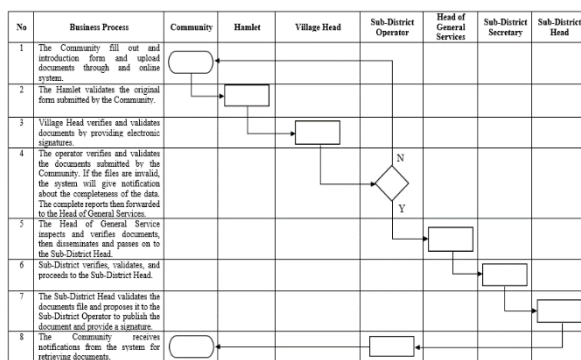 No Business Process Community Hamlet Village Head Sub-District Operator Head of General Services Sub-District Secretary Sub-District Head
1 The Community fill out and
introduction form and upload
documents through and online
system.
2 The Hamlet validates the original
form submitted by the Community.
3 Village Head verifies and validates
documents by providing electronic
signatures.
4 The operator verifies and validates
the documents submitted by the
Community. If the files are invalid,
the system will give notification
about the completeness of the data.
The complete reports then forwarded
to the Head of General Services.
N
Y
5 The Head of General Service
inspects and verifies documents,
then disseminates and passes on
to the Sub-District Head.
6 Sub-District verifies, validates, and
proceeds to the Sub-District Head.
7 The Sub-District Head validates the
documents file and proposes it to the
Sub-District Operator to publish the
document and provide a signature.
8 The Community receives
notifications from the system for
retrieving documents.